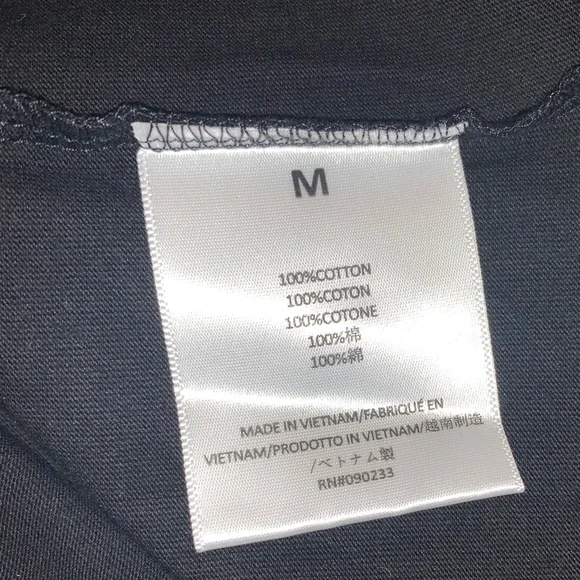 M
100%COTTON
100%COTON
100%COTONE
100%棉
100%綿
MADE IN VIETNAM/FABRIQUÉ EN
VIETNAM/PRODOTTO IN VIETNAM/越南制造
/ベトナム製
RN#090233